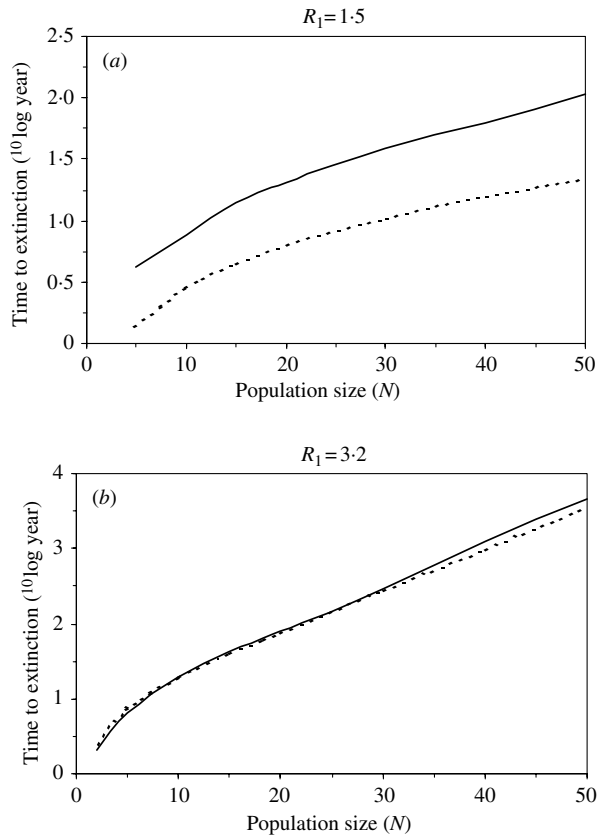 R₁=1·5
(a)
2·5
2·0
1·5
1·0
0·5
0
Time to extinction (¹⁰log year)
0 10 20 30 40 50
Population size (N)
R₁=3·2
(b)
4
3
2
1
0
Time to extinction (¹⁰log year)
0 10 20 30 40 50
Population size (N)